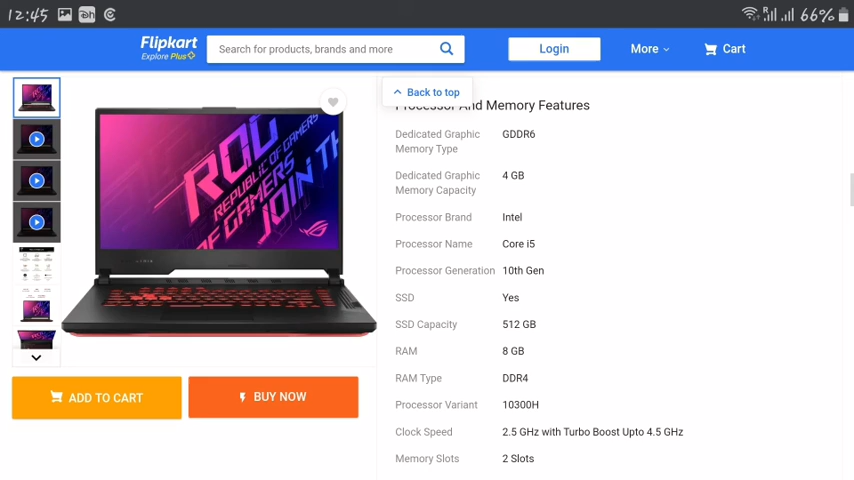 12:45
66%
Flipkart
Explore Plus
Search for products, brands and more
Login
More
Cart
Back to top
Processor And Memory Features
ROG
REPUBLIC OF GAMERS
JOIN TH
Dedicated Graphic
Memory Type
GDDR6
Dedicated Graphic
Memory Capacity
4 GB
Processor Brand
Intel
Processor Name
Core i5
Processor Generation
10th Gen
SSD
Yes
SSD Capacity
512 GB
RAM
8 GB
RAM Type
DDR4
Processor Variant
10300H
Clock Speed
2.5 GHz with Turbo Boost Upto 4.5 GHz
Memory Slots
2 Slots
ADD TO CART
BUY NOW